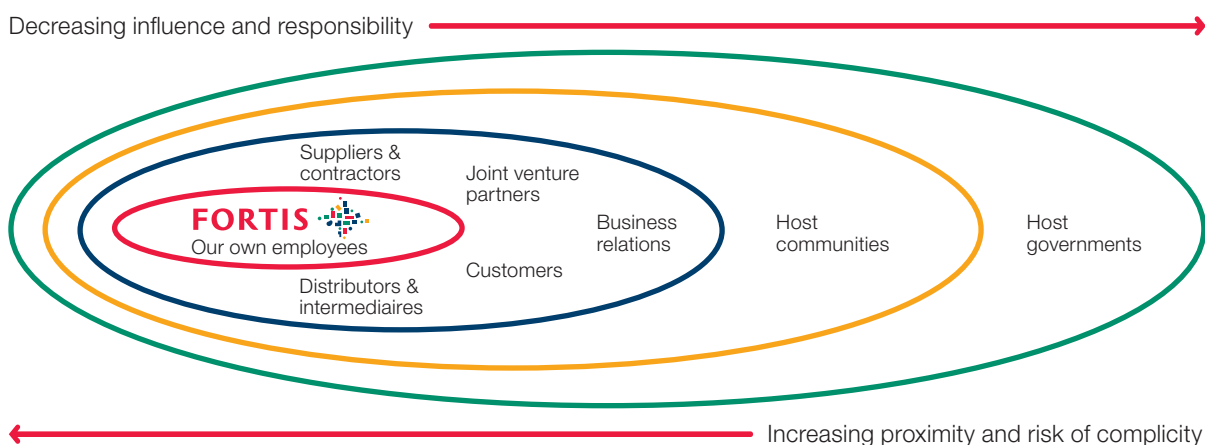 Decreasing influence and responsibility
Suppliers &
contractors
Joint venture
partners
FORTIS
Our own employees
Business
relations
Host
communities
Host
governments
Customers
Distributors &
intermediaires
Increasing proximity and risk of complicity